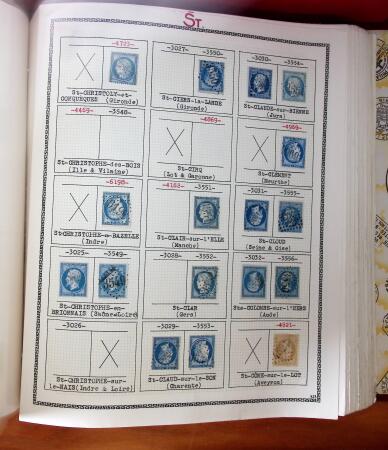 St.
-4723-
St-CHRISTOLY-et
CONQUEQUES (Gironde)
-3027- -3550-
St-CIERS-la-LANDE
(Gironde)
-3030- -3554-
St-CLAUDE-sur-BIENNE
(Jura)
-4459- -3548-
St-CHRISTOPHE-des-BOIS
(Ille & Vilaine)
-4869-
St-CIRQ
(Lot & Garonne)
-4989-
St-CLEMENT
(Meurthe)
-6198-
St-CHRISTOPHE-en-BAZELLE
(Indre)
-4162- -3551-
St-CLAIR-sur-l'ELLE
(Manche)
-3031- -3555-
St-CLOUD
(Seine & Oise)
-3025- -3549-
St-CHRISTOPHE-en-
BRIONNAIS (Saône&Loire)
-3028- -3552-
St-CLAR
(Gers)
-3032- -3556-
Ste-COLOMBE-sur-l'HERS
(Aude)
-3026-
St-CHRISTOPHE-sur-
le-NAIS(Indre & Loire)
-3029- -3553-
St-CLAUD-sur-le-SON
(Charente)
-4321-
St-CÔME-sur-le-LOT
(Aveyron)